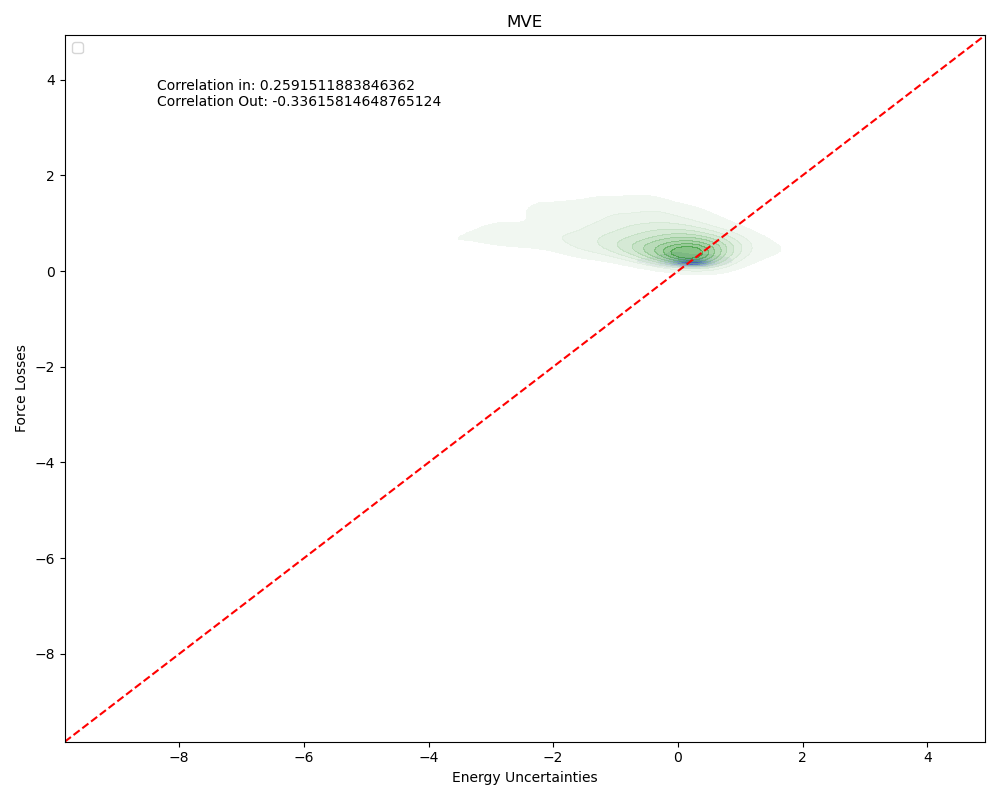 MVE
Correlation in: 0.2591511883846362
Correlation Out: -0.33615814648765124
4
2
0
−2
−4
−6
−8
Force Losses
−8
−6
−4
−2
0
2
4
Energy Uncertainties